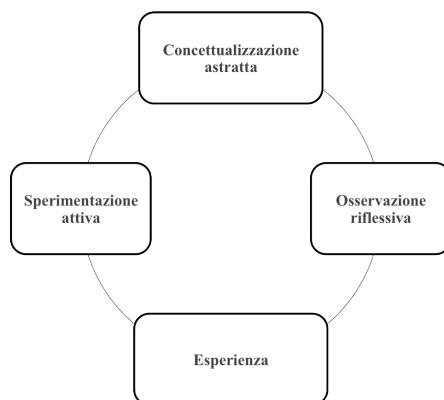 Concettualizzazione
astratta
Sperimentazione
attiva
Osservazione
riflessiva
Esperienza